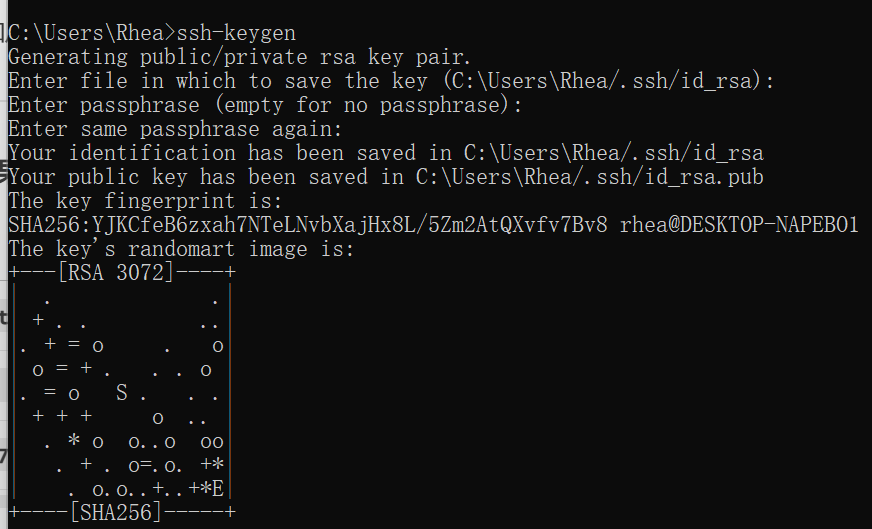 C:\Users\Rhea>ssh-keygen
Generating public/private rsa key pair.
Enter file in which to save the key (C:\Users\Rhea/.ssh/id_rsa):
Enter passphrase (empty for no passphrase):
Enter same passphrase again:
Your identification has been saved in C:\Users\Rhea/.ssh/id_rsa
Your public key has been saved in C:\Users\Rhea/.ssh/id_rsa.pub
The key fingerprint is:
SHA256:YJKCfeB6zxah7NTeLNvbXajHx8L/5Zm2AtQXvfv7Bv8 rhea@DESKTOP-NAPEBO1
The key's randomart image is:
+---[RSA 3072]----+
|  .             .|
| + . .         ..|
|. + = o     .   o|
| o = + .   . . o |
|. = o   S .   . .|
| + + +     o  .. |
|  . * o  o..o  oo|
|   . + . o=.o. +*|
|    . o.o..+..+*E|
+----[SHA256]-----+